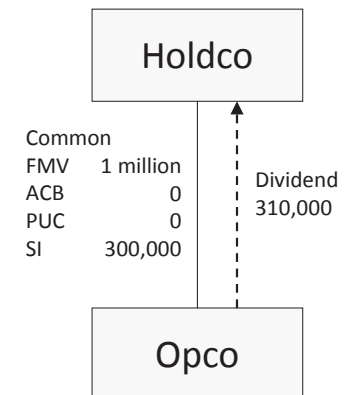 Holdco
Common
FMV 1 million
ACB 0
PUC 0
SI 300,000
Dividend
310,000
Opco